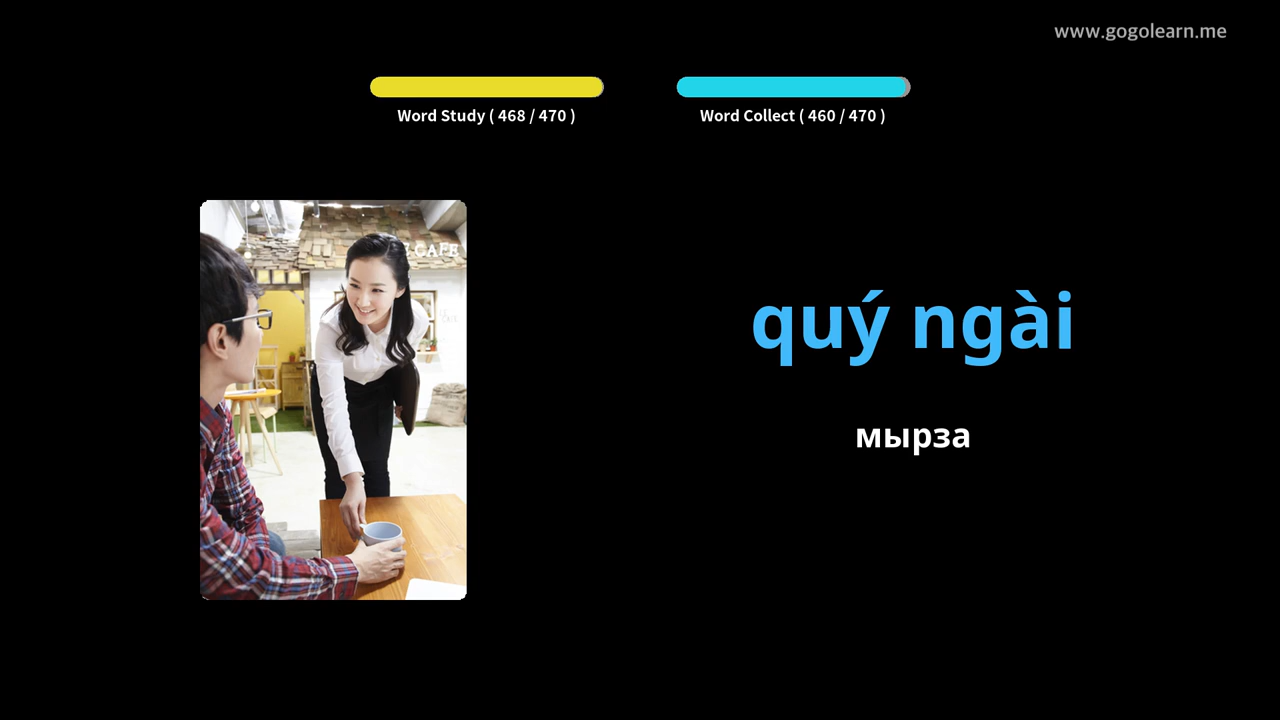 www.gogolearn.me
Word Study ( 468 / 470 )
Word Collect ( 460 / 470 )
CAFE
quý ngài
мырза